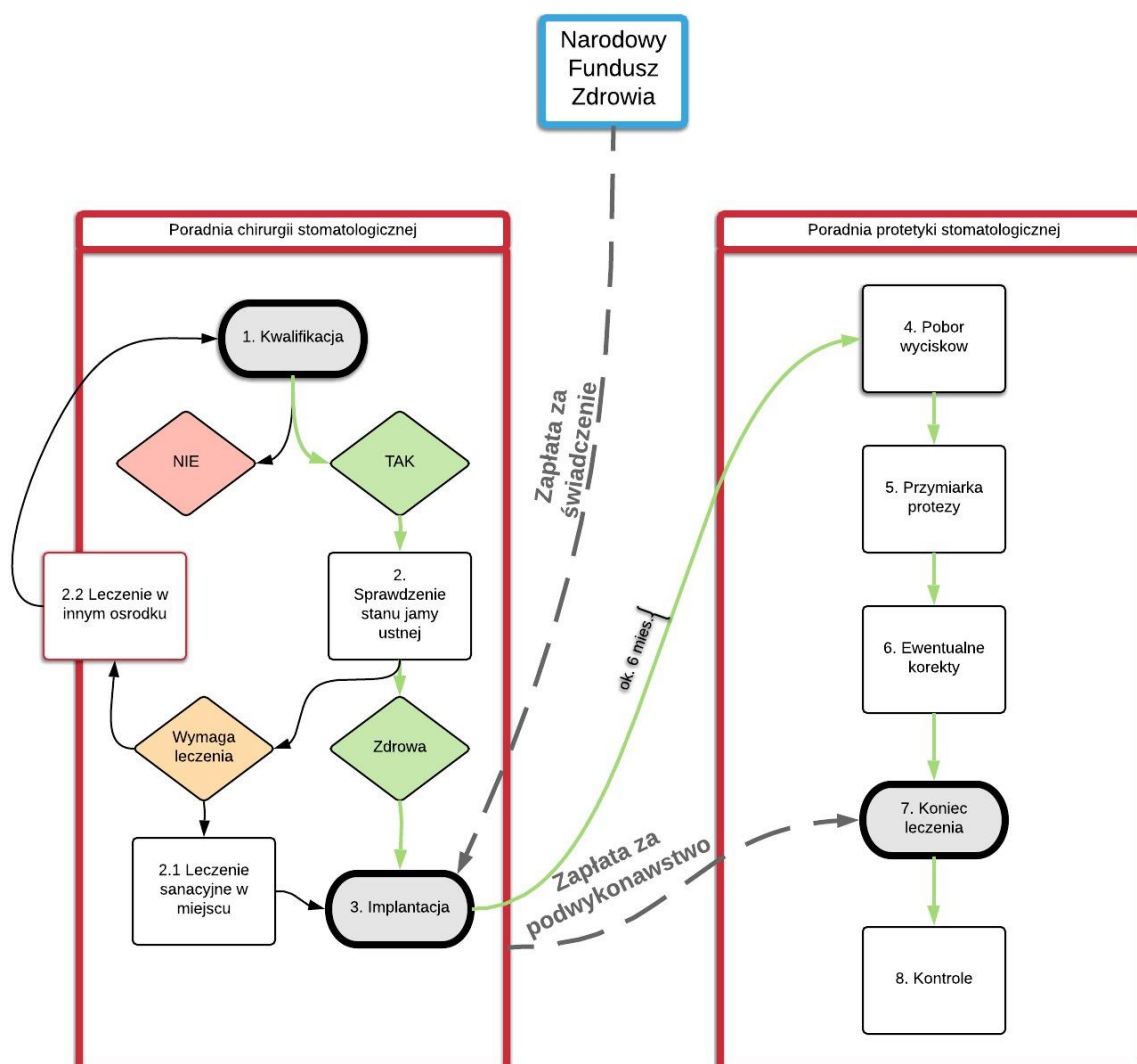 Narodowy
Fundusz
Zdrowia
Poradnia chirurgii stomatologicznej
1. Kwalifikacja
NIE
TAK
2.
Sprawdzenie
stanu jamy
ustnej
2.2 Leczenie w
innym osrodku
Wymaga
leczenia
Zdrowa
2.1 Leczenie
sanacyjne w
miejscu
3. Implantacja
Zapłata za
świadczenie
ok. 6 mies.
Zapłata za
podwykonawstwo
Poradnia protetyki stomatologicznej
4. Pobor
wyciskow
5. Przymiarka
protezy
6. Ewentualne
korekty
7. Koniec
leczenia
8. Kontrole